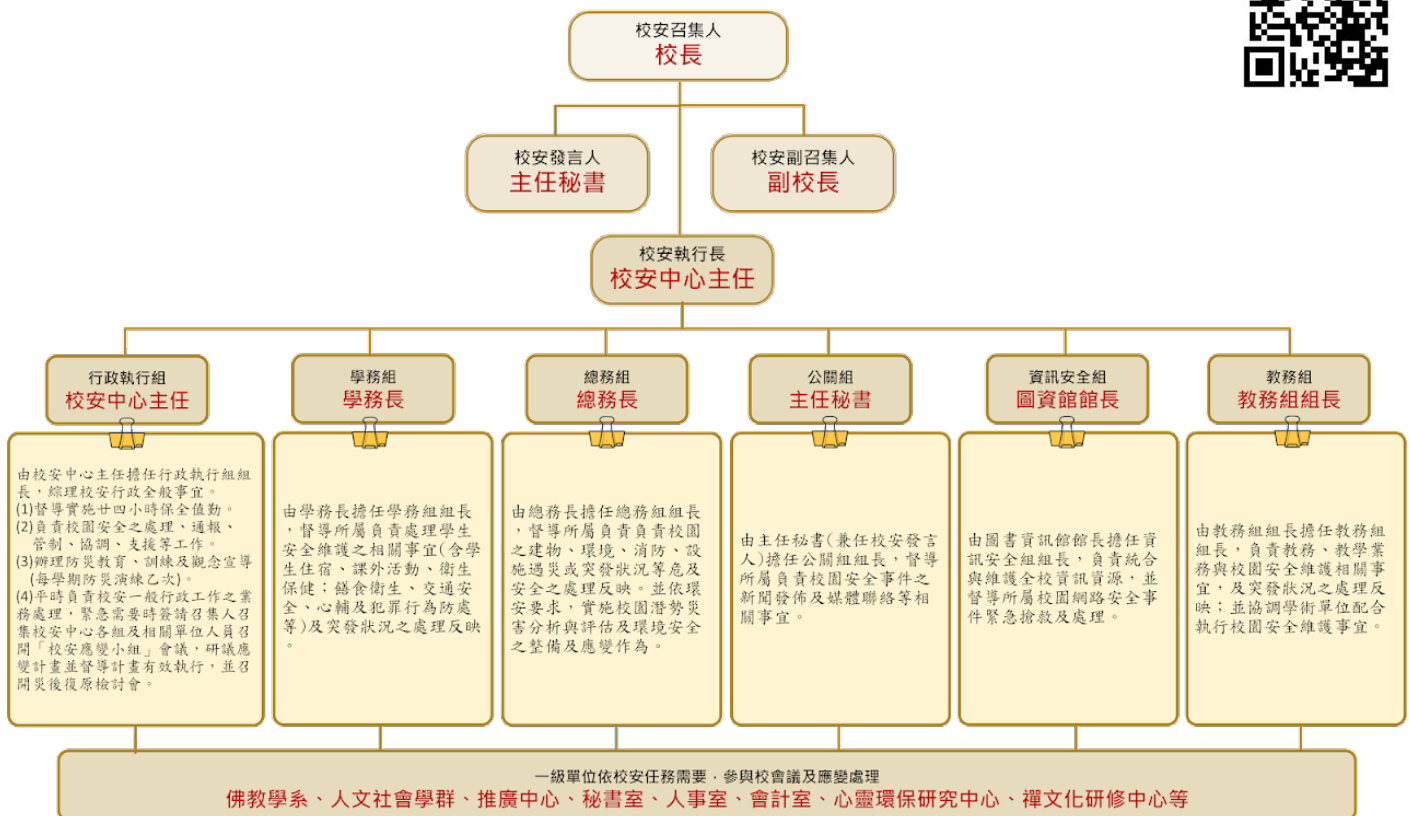 校安召集人
校長
校安發言人
主任秘書
校安副召集人
副校長
校安執行長
校安中心主任
行政執行組
校安中心主任
學務組
學務長
總務組
總務長
公關組
主任秘書
資訊安全組
圖資館館長
教務組
教務組組長
由校安中心主任擔任行政執行組組
長，綜理校安行政全般事宜。
(1)督導實施廿四小時保全值勤。
(2)負責校園安全之處理、通報、
管制、協調、支援等工作。
(3)辦理防災教育、訓練及觀念宣導
(每學期防災演練乙次)。
(4)平時負責校安一般行政工作之業
務處理，緊急需要時簽請召集人召
集校安中心各組及相關單位人員召
開「校安應變小組」會議，研議應
變計畫並督導計畫有效執行，並召
開災後復原檢討會。
由學務長擔任學務組組長
，督導所屬負責處理學生
安全維護之相關事宜(含學
生住宿、課外活動、衛生
保健；餐食衛生、交通安
全、心輔及犯罪行為防處
等)及突發狀況之處理反映
。
由總務長擔任總務組組長
，督導所屬負責負責校園
之建物、環境、消防、設
施遇災或突發狀況等危及
安全之處理反映。並依環
安要求，實施校園潛勢災
害分析與評估及環境安全
之整備及應變作為。
由主任秘書(兼任校安發言
人)擔任公關組組長，督導
所屬負責校園安全事件之
新聞發佈及媒體聯絡等相
關事宜。
由圖書資訊館館長擔任資
訊安全組組長，負責統合
與維護全校資訊資源，並
督導所屬校園網路安全事
件緊急搶救及處理。
由教務組組長擔任教務組
組長，負責教務、教學業
務與校園安全維護相關事
宜，及突發狀況之處理反
映；並協調學術單位配合
執行校園安全維護事宜。
一級單位依校安任務需要，參與校會議及應變處理
佛教學系、人文社會學群、推廣中心、秘書室、人事室、會計室、心靈環保研究中心、禪文化研修中心等